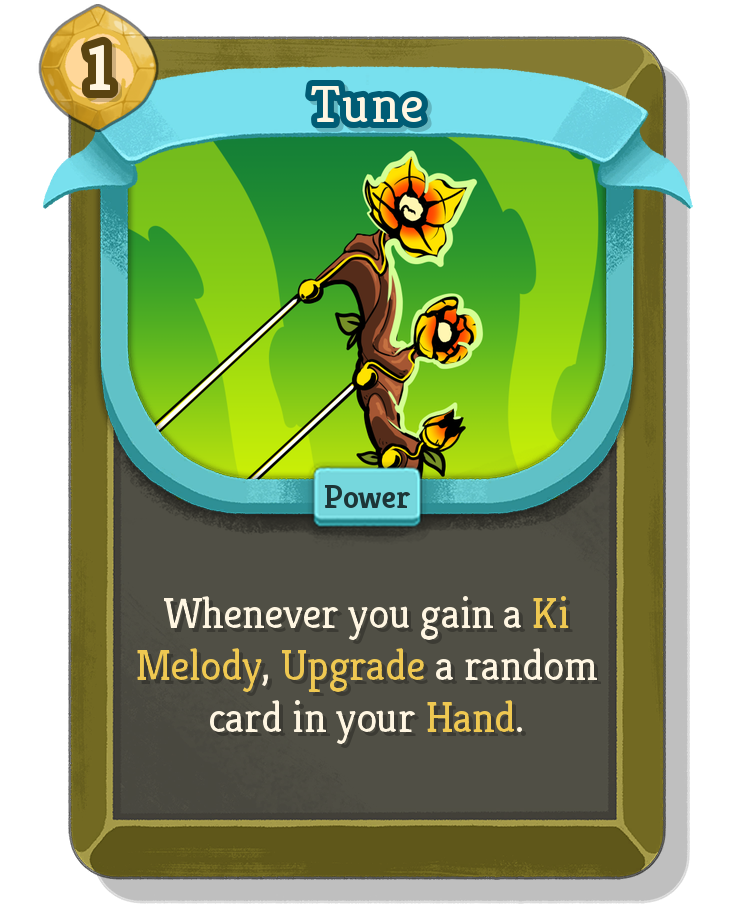 1
Tune
Power
Whenever you gain a Ki
Melody, Upgrade a random
card in your Hand.